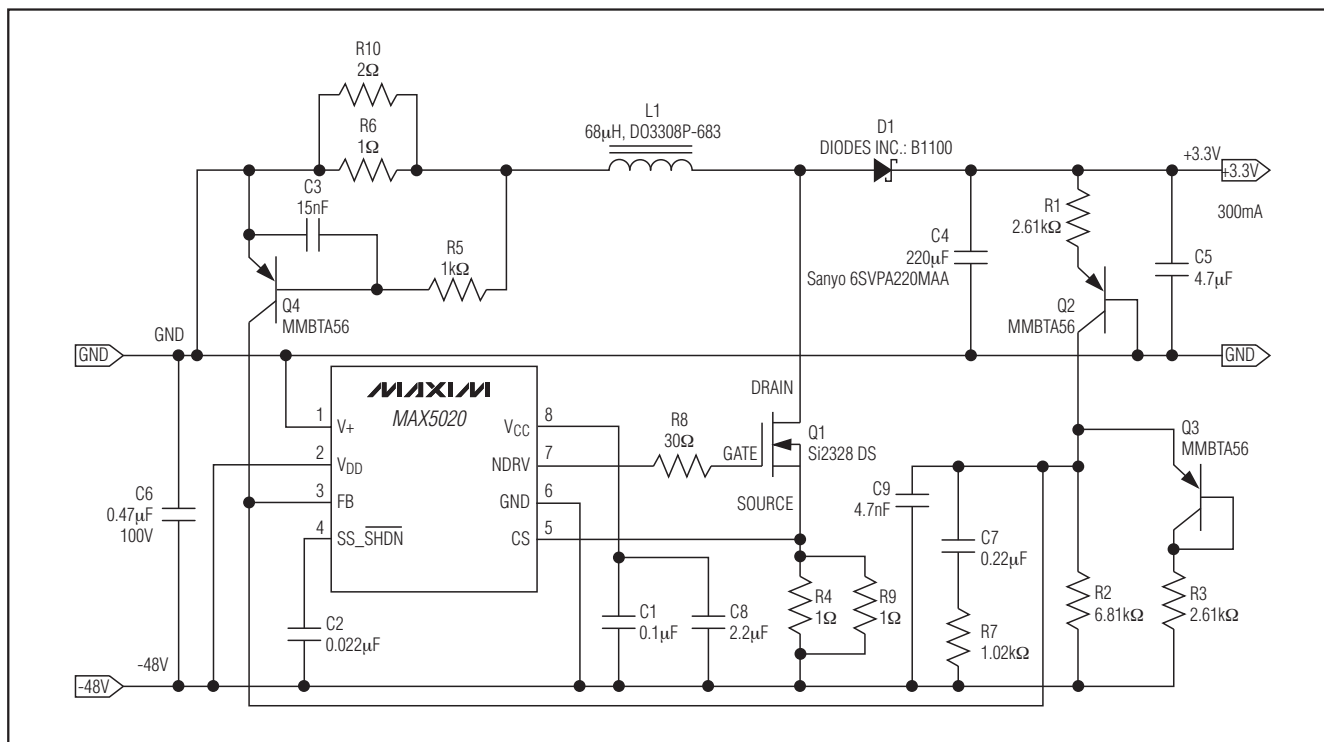 R10
2Ω
R6
1Ω
C3
15nF
R5
1kΩ
Q4
MMBTA56
L1
68µH, DO3308P-683
D1
DIODES INC.: B1100
+3.3V
+3.3V
300mA
R1
2.61kΩ
C4
220µF
Sanyo 6SVPA220MAA
C5
4.7µF
Q2
MMBTA56
GND
GND
GND
MAXIM
MAX5020
1
V+
2
VDD
3
FB
4
SS_SHDN
8
VCC
7
NDRV
6
GND
5
CS
R8
30Ω
DRAIN
GATE
Q1
Si2328 DS
SOURCE
Q3
MMBTA56
C6
0.47µF
100V
C9
4.7nF
C7
0.22µF
C2
0.022µF
C1
0.1µF
C8
2.2µF
R4
1Ω
R9
1Ω
R7
1.02kΩ
R2
6.81kΩ
R3
2.61kΩ
-48V
-48V